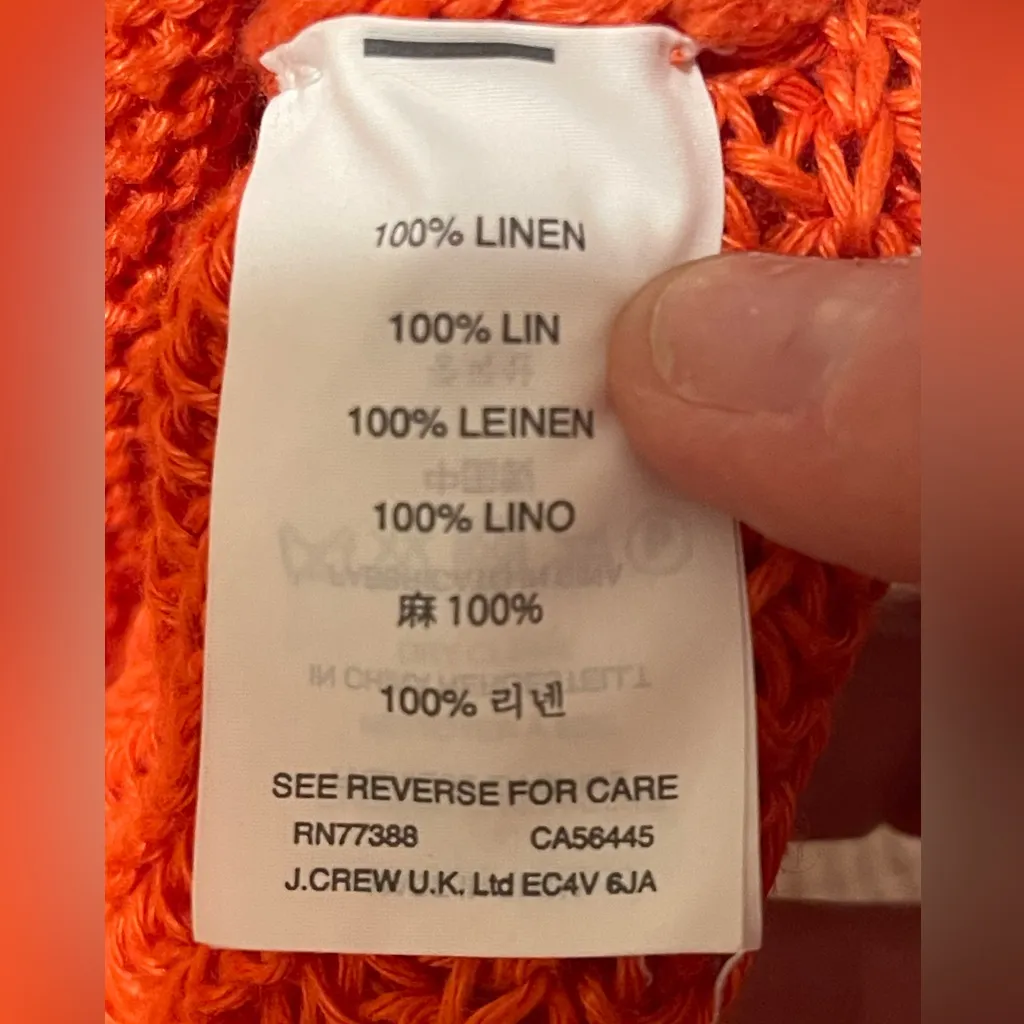 100% LINEN
100% LIN
100% LEINEN
100% LINO
麻 100%
100% 리넨
SEE REVERSE FOR CARE
RN77388 CA56445
J.CREW U.K. Ltd EC4V 6JA